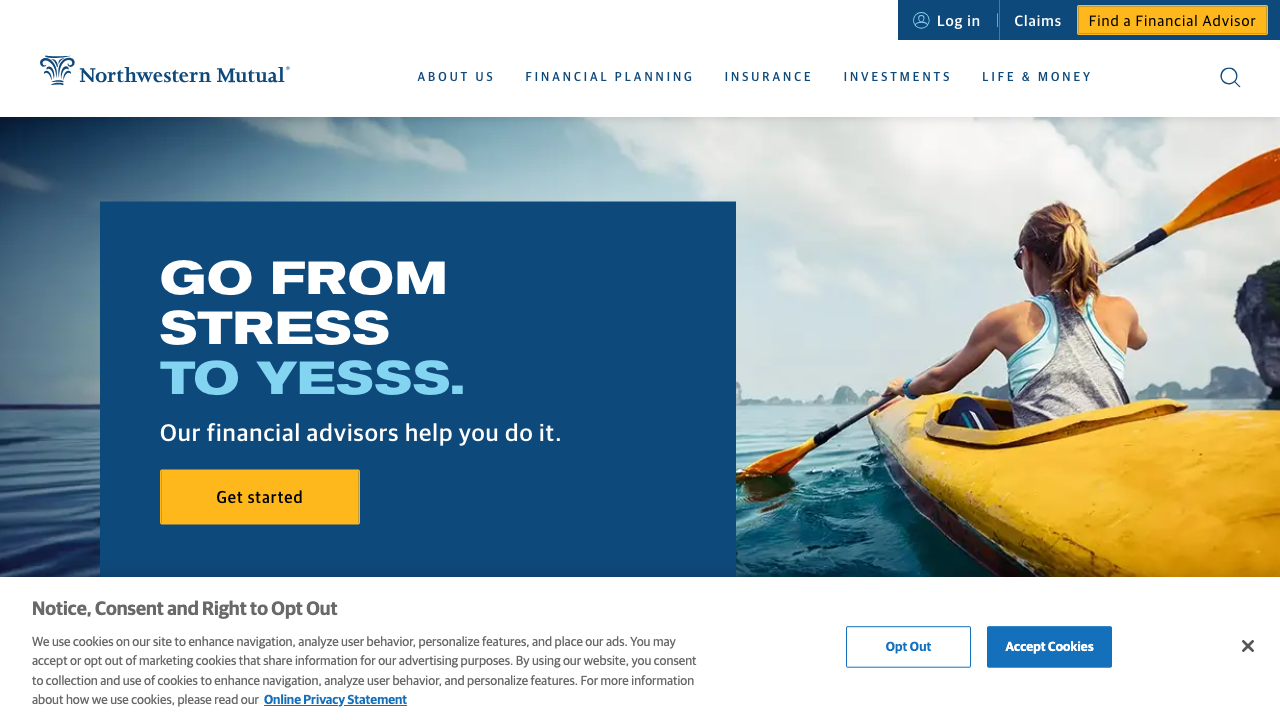 Log in
Claims
Find a Financial Advisor
Northwestern Mutual®
ABOUT US
FINANCIAL PLANNING
INSURANCE
INVESTMENTS
LIFE & MONEY
GO FROM
STRESS
TO YESSS.
Our financial advisors help you do it.
Get started
Notice, Consent and Right to Opt Out
We use cookies on our site to enhance navigation, analyze user behavior, personalize features, and place our ads. You may
accept or opt out of marketing cookies that share information for our advertising purposes. By using our website, you consent
to collection and use of cookies to enhance navigation, analyze user behavior, and personalize features. For more information
about how we use cookies, please read our Online Privacy Statement
Opt Out
Accept Cookies